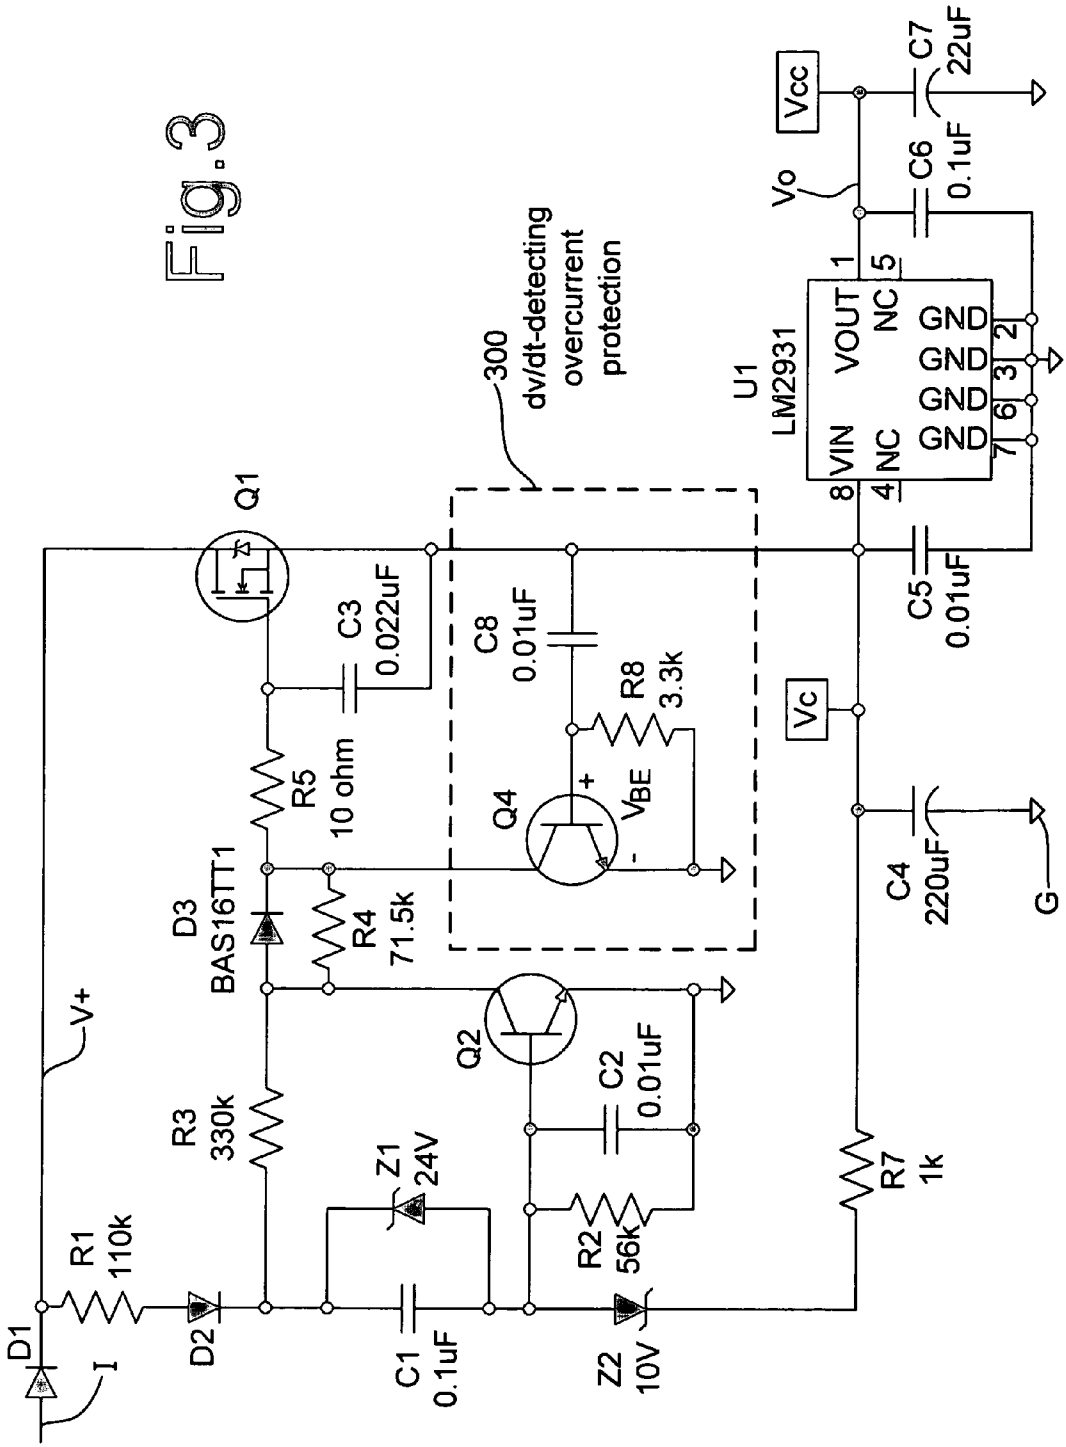 Fig.3
D1
I
V+
R1
110k
D2
R3
330k
D3
BAS16TT1
R4
71.5k
R5
10 ohm
Q1
C3
0.022uF
300
dv/dt-detecting
overcurrent
protection
C8
0.01uF
R8
3.3k
Q4
+
VBE
-
Q2
C2
0.01uF
Z1
24V
C1
0.1uF
R2
56k
Z2
10V
R7
1k
C4
220uF
G
Vc
C5
0.01uF
U1
LM2931
8
VIN
4
NC
VOUT
1
NC
5
GND
7
GND
6
GND
3
GND
2
Vo
Vcc
C6
0.1uF
C7
22uF